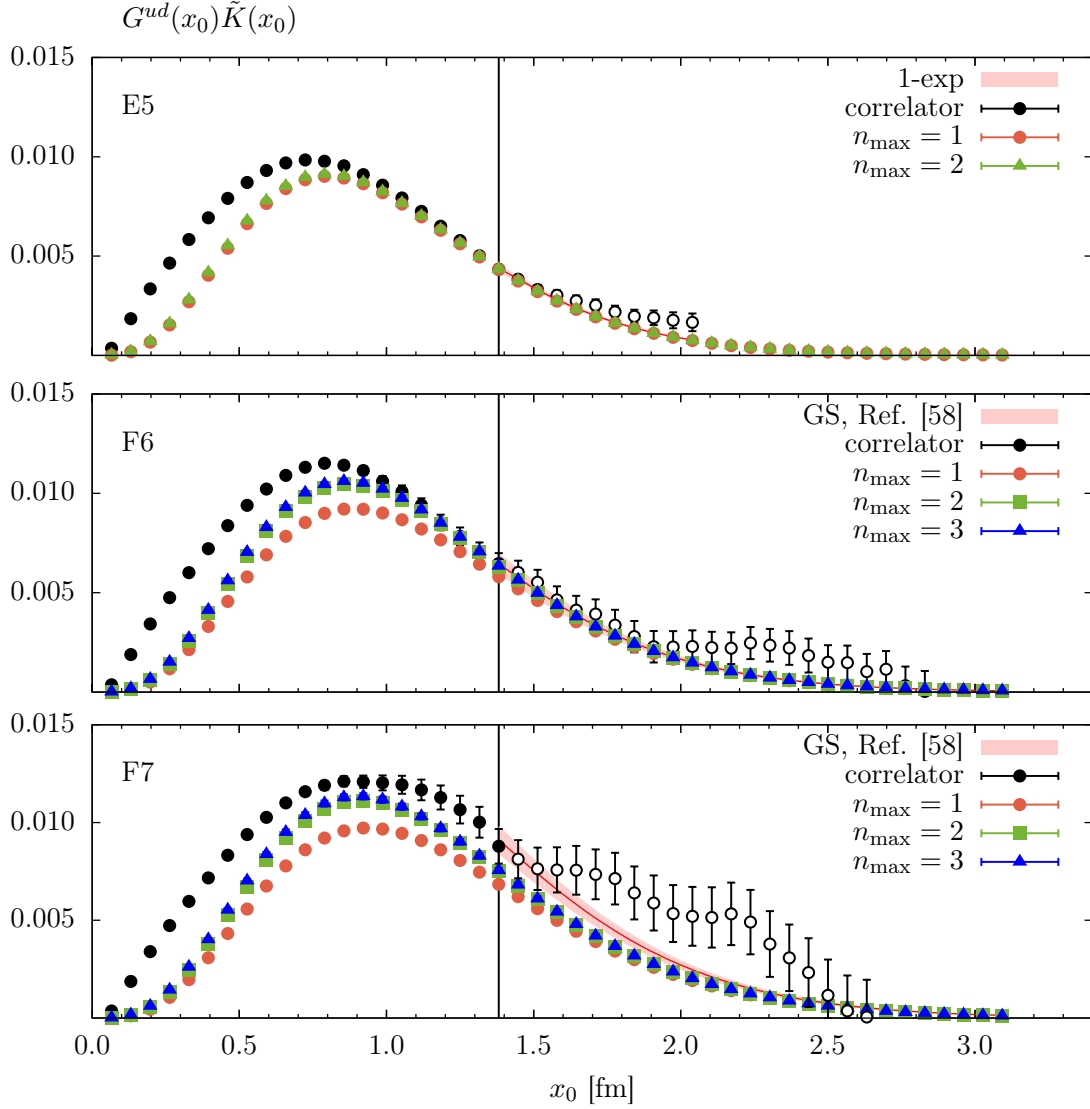 G^{ud}(x_0)K̃(x_0)
0.015
E5
1-exp
correlator
n_max = 1
n_max = 2
0.010
0.005
0.015
F6
GS, Ref. [58]
correlator
n_max = 1
n_max = 2
n_max = 3
0.010
0.005
0.015
F7
GS, Ref. [58]
correlator
n_max = 1
n_max = 2
n_max = 3
0.010
0.005
0.0 0.5 1.0 1.5 2.0 2.5 3.0
x_0 [fm]